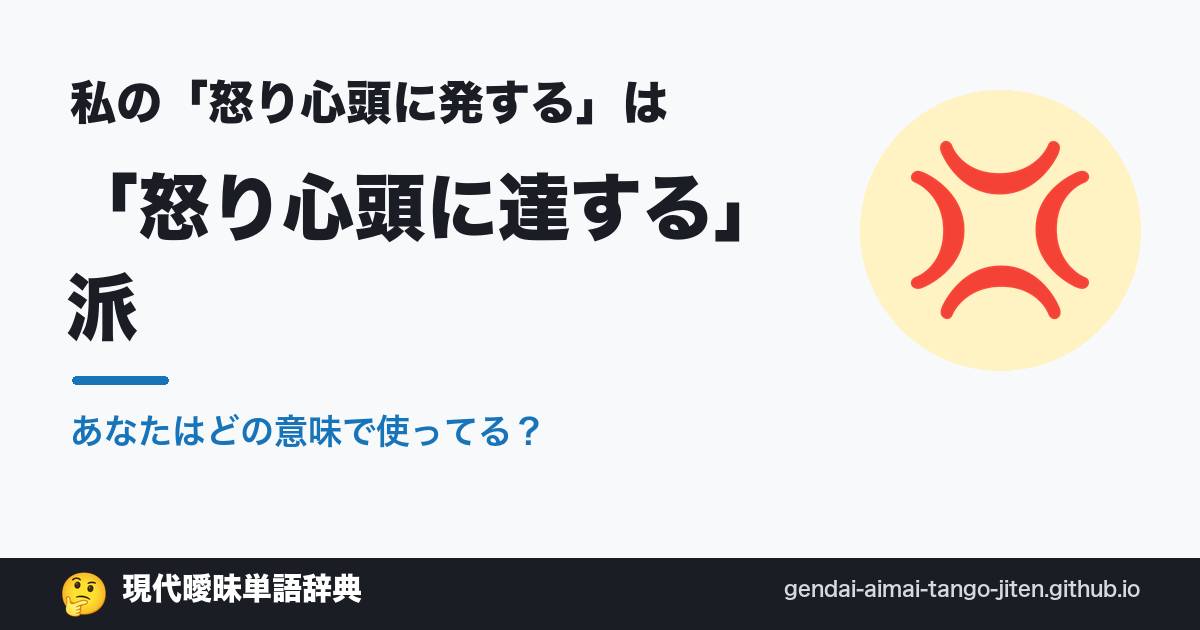 私の「怒り心頭に発する」は
「怒り心頭に達する」
派
あなたはどの意味で使ってる？
現代曖昧単語辞典
gendai-aimai-tango-jiten.github.io